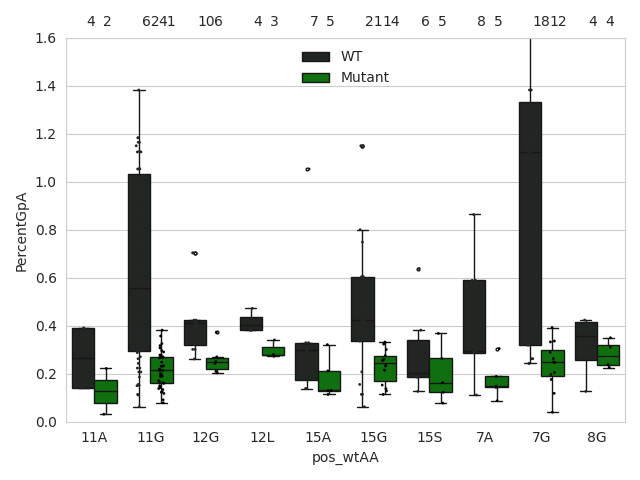 4 2 6241 106 4 3 7 5 2114 6 5 8 5 1812 4 4
1.6
WT
Mutant
1.4
1.2
1.0
0.8
0.6
0.4
0.2
0.0
PercentGpA
11A 11G 12G 12L 15A 15G 15S 7A 7G 8G
pos_wtAA